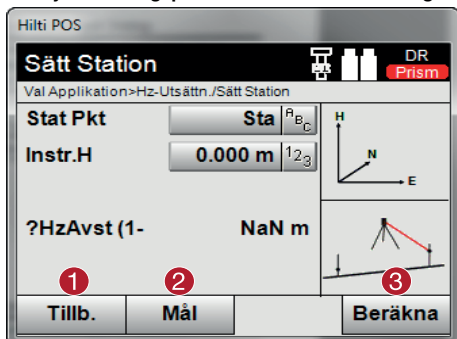 Hilti POS
Sätt Station
DR
Prism
Val Applikation>Hz-Utsättn./Sätt Station
Stat Pkt Sta ABC
Instr.H 0.000 m 123
H
N
E
?HzAvst (1- NaN m
1 2 3
Tillb. Mål Beräkna